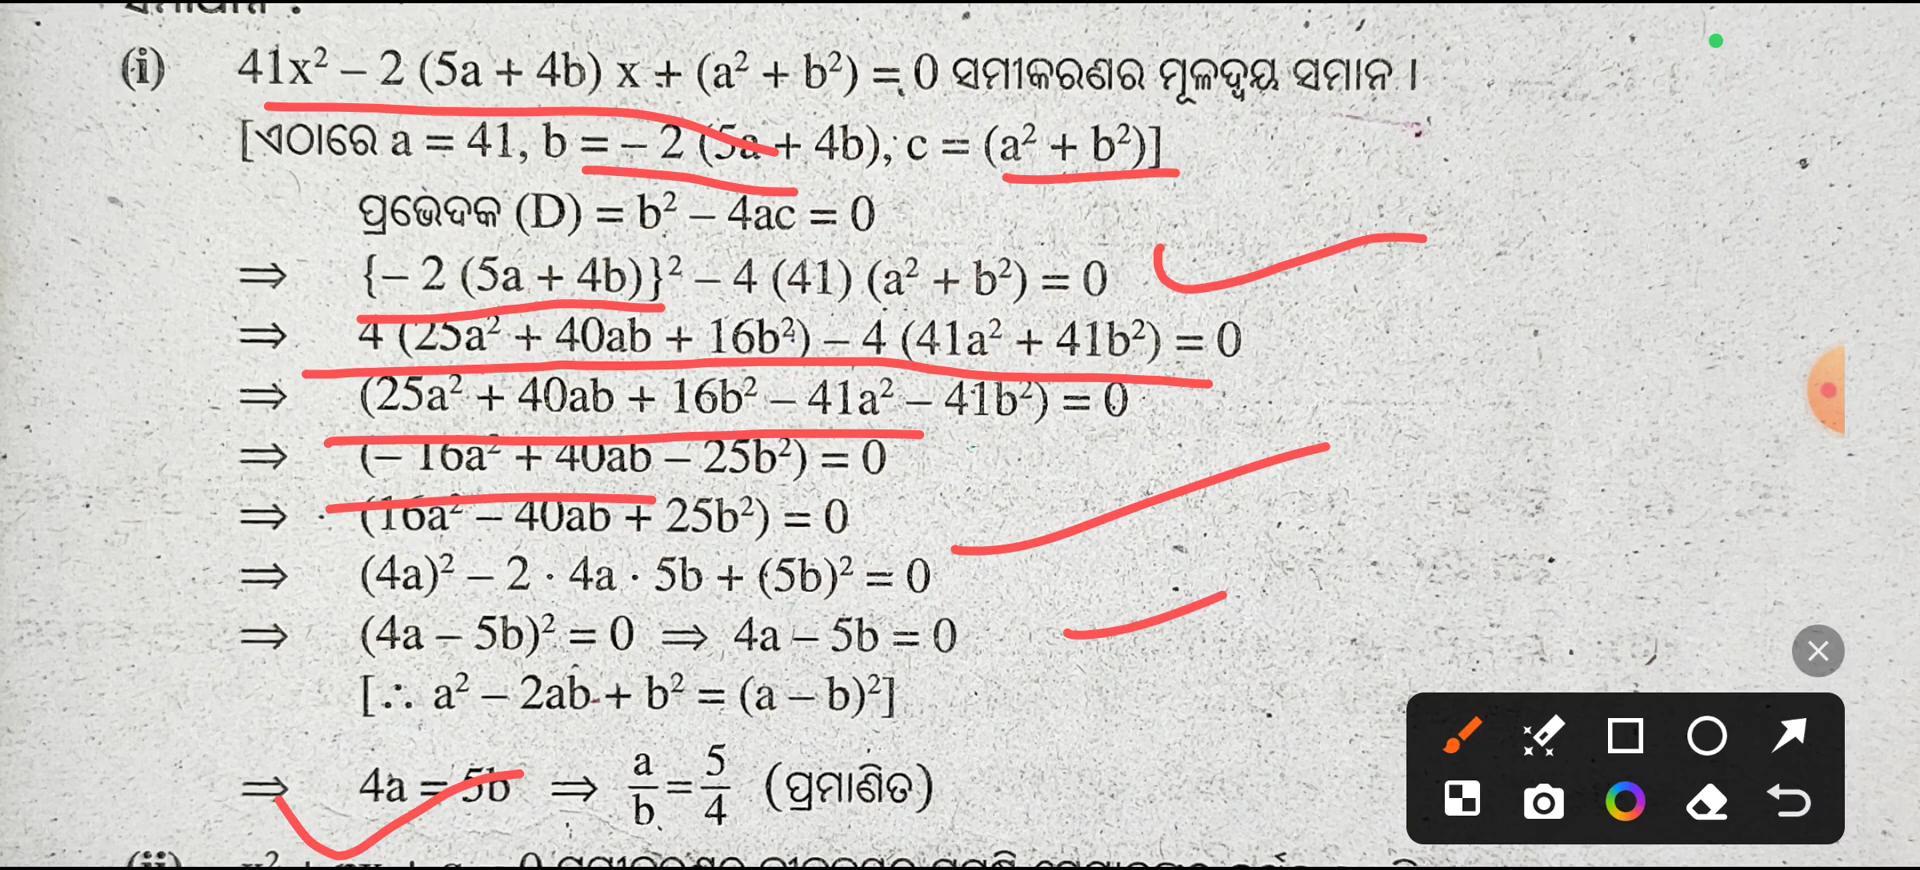 (i) 41x² – 2 (5a + 4b) x + (a² + b²) = 0 ସମୀକରଣର ମୂଳଦ୍ୱୟ ସମାନ ।
[ଏଠାରେ a = 41, b = – 2 (5a + 4b), c = (a² + b²)]
ପ୍ରଭେଦକ (D) = b² – 4ac = 0
⇒ {– 2 (5a + 4b)}² – 4 (41) (a² + b²) = 0
⇒ 4 (25a² + 40ab + 16b²) – 4 (41a² + 41b²) = 0
⇒ (25a² + 40ab + 16b² – 41a² – 41b²) = 0
⇒ (– 16a² + 40ab – 25b²) = 0
⇒ (16a² – 40ab + 25b²) = 0
⇒ (4a)² – 2 · 4a · 5b + (5b)² = 0
⇒ (4a – 5b)² = 0 ⇒ 4a – 5b = 0
[∴ a² – 2ab + b² = (a – b)²]
⇒ 4a = 5b ⇒ a/b = 5/4 (ପ୍ରମାଣିତ)
(ii)